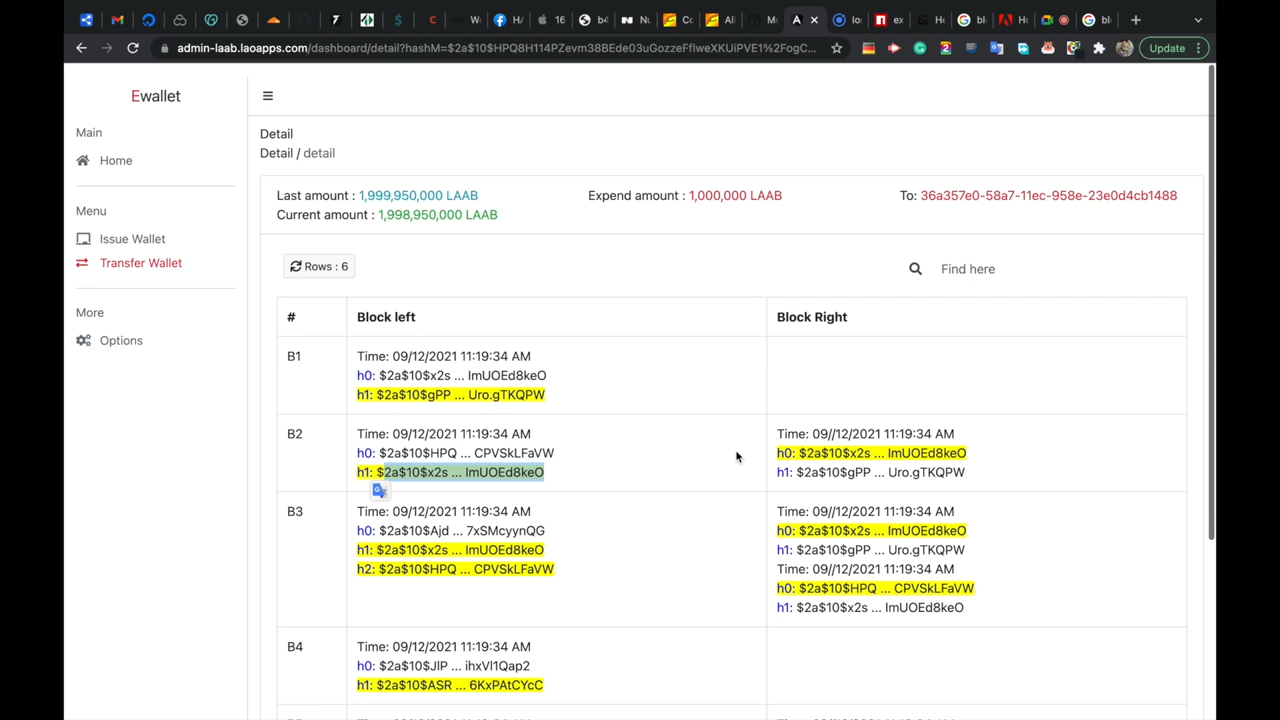 admin-laab.laoapps.com/dashboard/detail?hashM=$2a$10$HPQ8H114PZevm38BEde03uGozzeFflweXKUiPVE1%2FogC...
Update
Ewallet
Main
Home
Menu
Issue Wallet
Transfer Wallet
More
Options
Detail
Detail / detail
Last amount : 1,999,950,000 LAAB
Expend amount : 1,000,000 LAAB
To: 36a357e0-58a7-11ec-958e-23e0d4cb1488
Current amount : 1,998,950,000 LAAB
Rows : 6
Find here
# Block left Block Right
B1
Time: 09/12/2021 11:19:34 AM
h0: $2a$10$x2s ... lmUOEd8keO
h1: $2a$10$gPP ... Uro.gTKQPW
B2
Time: 09/12/2021 11:19:34 AM
h0: $2a$10$HPQ ... CPVSkLFaVW
h1: $2a$10$x2s ... lmUOEd8keO
Time: 09//12/2021 11:19:34 AM
h0: $2a$10$x2s ... lmUOEd8keO
h1: $2a$10$gPP ... Uro.gTKQPW
B3
Time: 09/12/2021 11:19:34 AM
h0: $2a$10$Ajd ... 7xSMcyynQG
h1: $2a$10$x2s ... lmUOEd8keO
h2: $2a$10$HPQ ... CPVSkLFaVW
Time: 09//12/2021 11:19:34 AM
h0: $2a$10$x2s ... lmUOEd8keO
h1: $2a$10$gPP ... Uro.gTKQPW
Time: 09//12/2021 11:19:34 AM
h0: $2a$10$HPQ ... CPVSkLFaVW
h1: $2a$10$x2s ... lmUOEd8keO
B4
Time: 09/12/2021 11:19:34 AM
h0: $2a$10$JIP ... ihxVl1Qap2
h1: $2a$10$ASR ... 6KxPAtCYcC